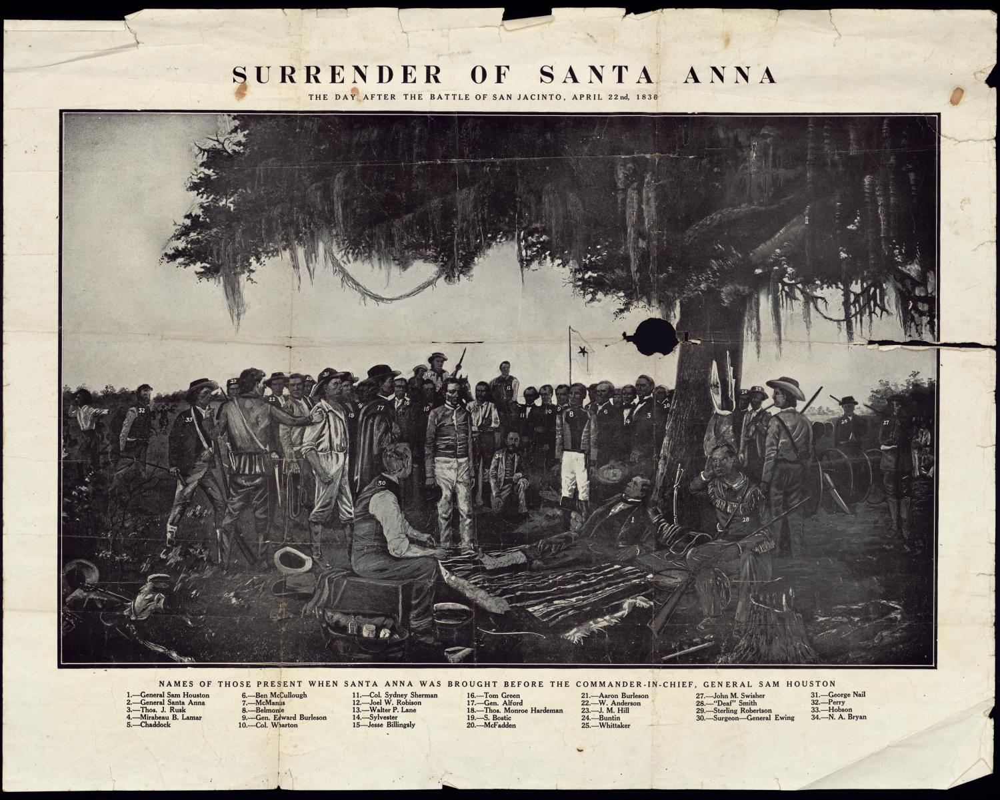 SURRENDER OF SANTA ANNA
THE DAY AFTER THE BATTLE OF SAN JACINTO, APRIL 22nd, 1836
NAMES OF THOSE PRESENT WHEN SANTA ANNA WAS BROUGHT BEFORE THE COMMANDER-IN-CHIEF, GENERAL SAM HOUSTON
1.—General Sam Houston
2.—General Santa Anna
3.—Thos. J. Rusk
4.—Mirabeau B. Lamar
5.—Chaddock
6.—Ben McCullough
7.—McManus
8.—Belmonie
9.—Gen. Edward Burleson
10.—Col. Wharton
11.—Col. Sydney Sherman
12.—Joel W. Robison
13.—Walter P. Lane
14.—Sylvester
15—Jesse Billingsly
16.—Tom Green
17.—Gen. Alford
18.—Thos. Monroe Hardeman
19.—S. Bostic
20.—McFadden
21.—Aaron Burleson
22.—W. Anderson
23.—J. M. Hill
24.—Buntin
25.—Whittaker
27.—John M. Swisher
28.—"Deaf" Smith
29.—Sterling Robertson
30.—Surgeon—General Ewing
31.—George Nail
32.—Perry
33.—Hobson
34.—N. A. Bryan